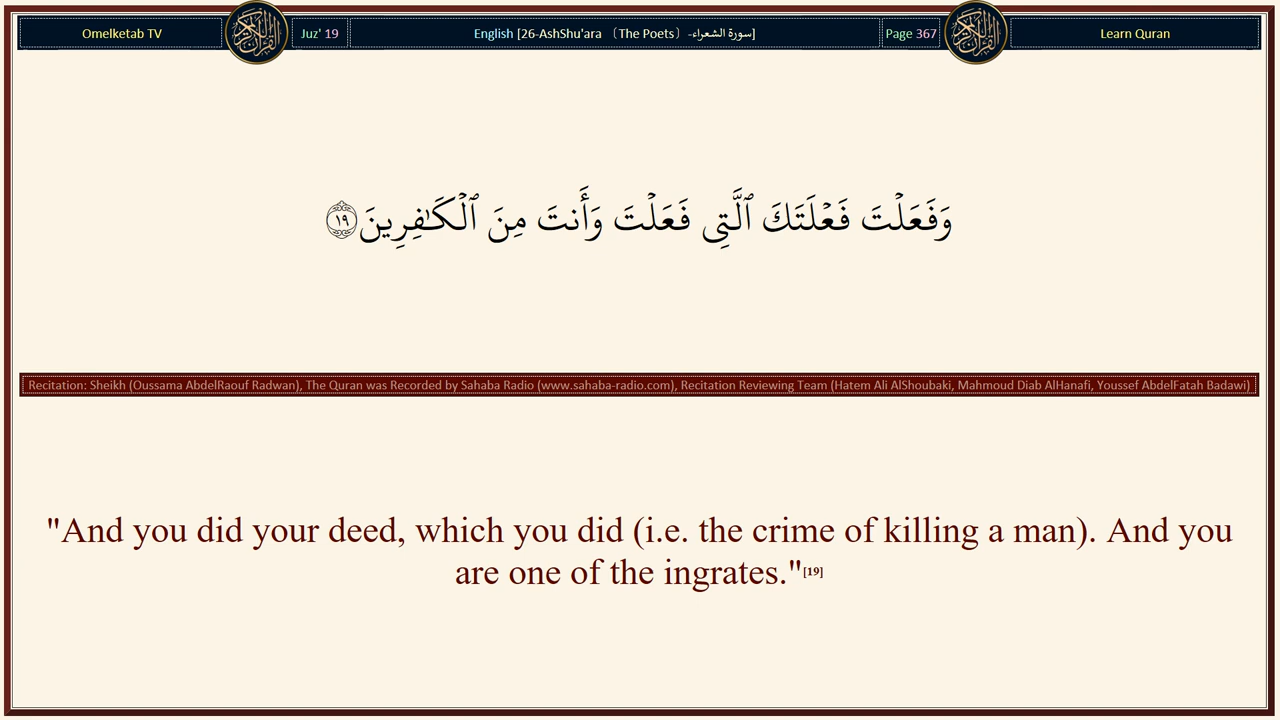 Omelketab TV
Juz' 19
English [26-AshShu'ara （The Poets）-سورة الشعراء]
Page 367
Learn Quran
وَفَعَلۡتَ فَعۡلَتَكَ ٱلَّتِي فَعَلۡتَ وَأَنتَ مِنَ ٱلۡكَٰفِرِينَ ١٩
Recitation: Sheikh (Oussama AbdelRaouf Radwan), The Quran was Recorded by Sahaba Radio (www.sahaba-radio.com), Recitation Reviewing Team (Hatem Ali AlShoubaki, Mahmoud Diab AlHanafi, Youssef AbdelFatah Badawi)
"And you did your deed, which you did (i.e. the crime of killing a man). And you
are one of the ingrates."[19]